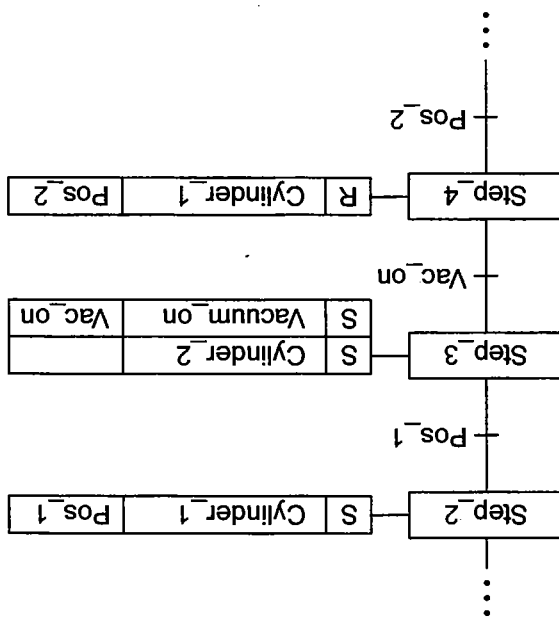 Step_2 S Cylinder_1 Pos_1
Pos_1
Step_3 S Cylinder_2
S Vacuum_on Vac_on
Vac_on
Step_4 R Cylinder_1 Pos_2
Pos_2